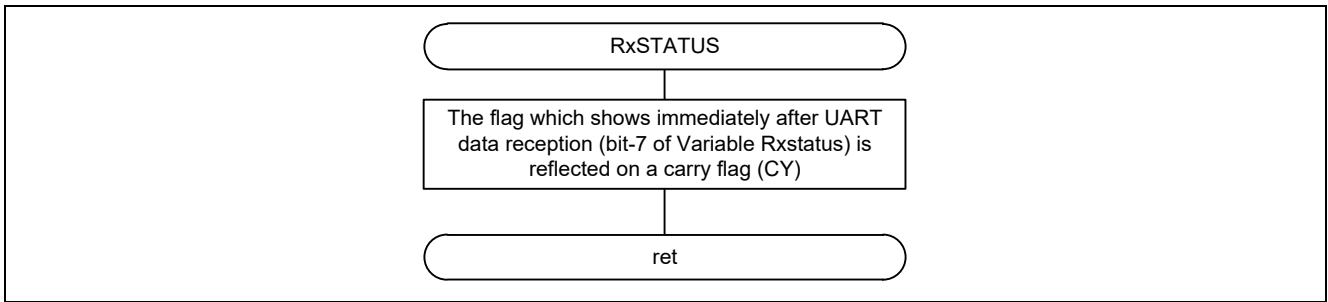 RxSTATUS
The flag which shows immediately after UART
data reception (bit-7 of Variable Rxstatus) is
reflected on a carry flag (CY)
ret